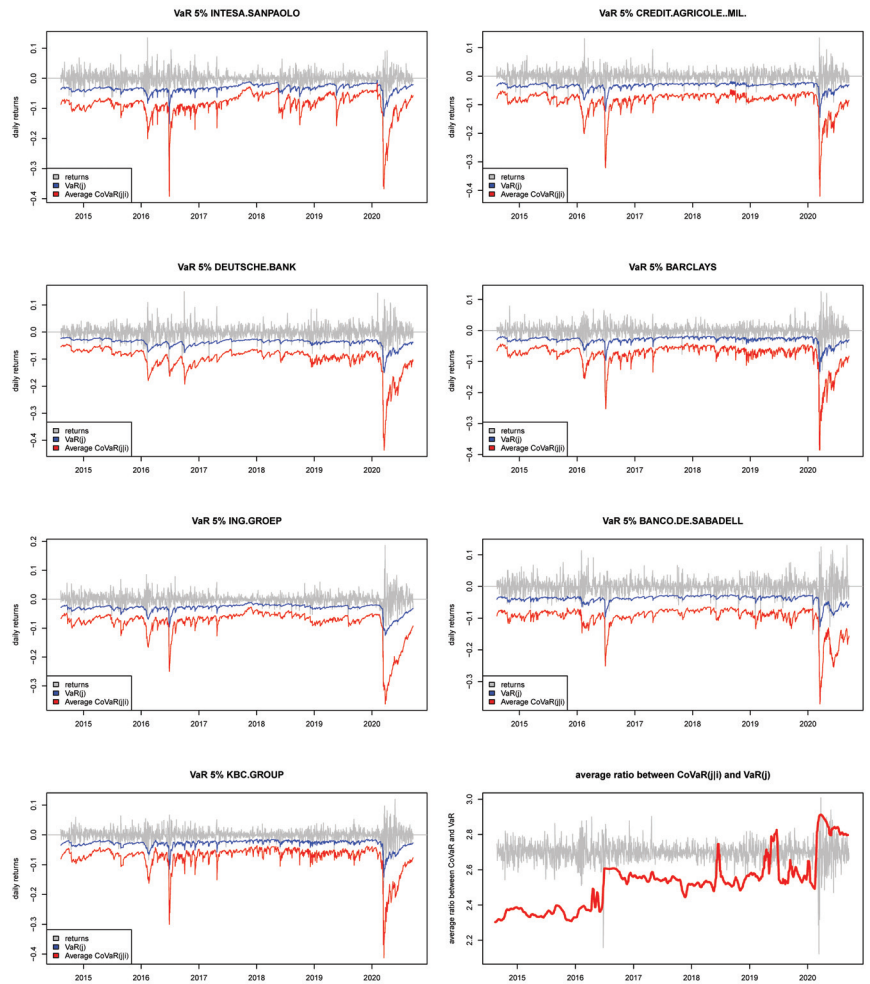 VaR 5% INTESA.SANPAOLO
daily returns
0.1
0.0
−0.1
−0.2
−0.3
−0.4
returns
VaR(j)
Average CoVaR(j|i)
2015 2016 2017 2018 2019 2020
VaR 5% CREDIT.AGRICOLE..MIL.
daily returns
0.1
0.0
−0.1
−0.2
−0.3
−0.4
returns
VaR(j)
Average CoVaR(j|i)
2015 2016 2017 2018 2019 2020
VaR 5% DEUTSCHE.BANK
daily returns
0.1
0.0
−0.1
−0.2
−0.3
−0.4
returns
VaR(j)
Average CoVaR(j|i)
2015 2016 2017 2018 2019 2020
VaR 5% BARCLAYS
daily returns
0.1
0.0
−0.1
−0.2
−0.3
−0.4
returns
VaR(j)
Average CoVaR(j|i)
2015 2016 2017 2018 2019 2020
VaR 5% ING.GROEP
daily returns
0.2
0.1
0.0
−0.1
−0.2
−0.3
returns
VaR(j)
Average CoVaR(j|i)
2015 2016 2017 2018 2019 2020
VaR 5% BANCO.DE.SABADELL
daily returns
0.1
0.0
−0.1
−0.2
−0.3
returns
VaR(j)
Average CoVaR(j|i)
2015 2016 2017 2018 2019 2020
VaR 5% KBC.GROUP
daily returns
0.1
0.0
−0.1
−0.2
−0.3
−0.4
returns
VaR(j)
Average CoVaR(j|i)
2015 2016 2017 2018 2019 2020
average ratio between CoVaR(j|i) and VaR(j)
average ratio between CoVaR and VaR
3.0
2.8
2.6
2.4
2.2
2015 2016 2017 2018 2019 2020